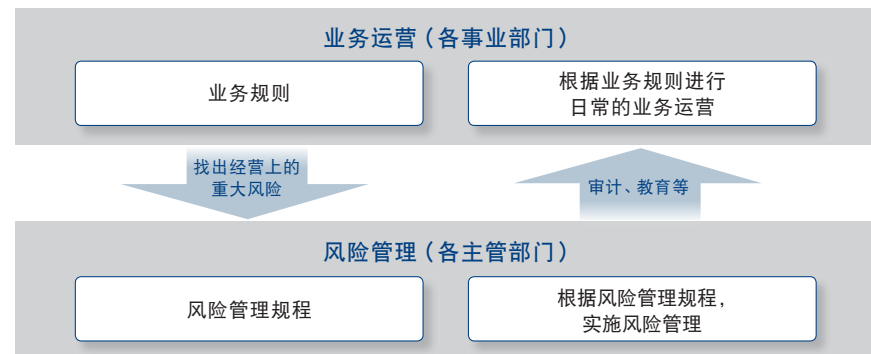 业务运营（各事业部门）
业务规则
根据业务规则进行
日常的业务运营
找出经营上的
重大风险
审计、教育等
风险管理（各主管部门）
风险管理规程
根据风险管理规程，
实施风险管理